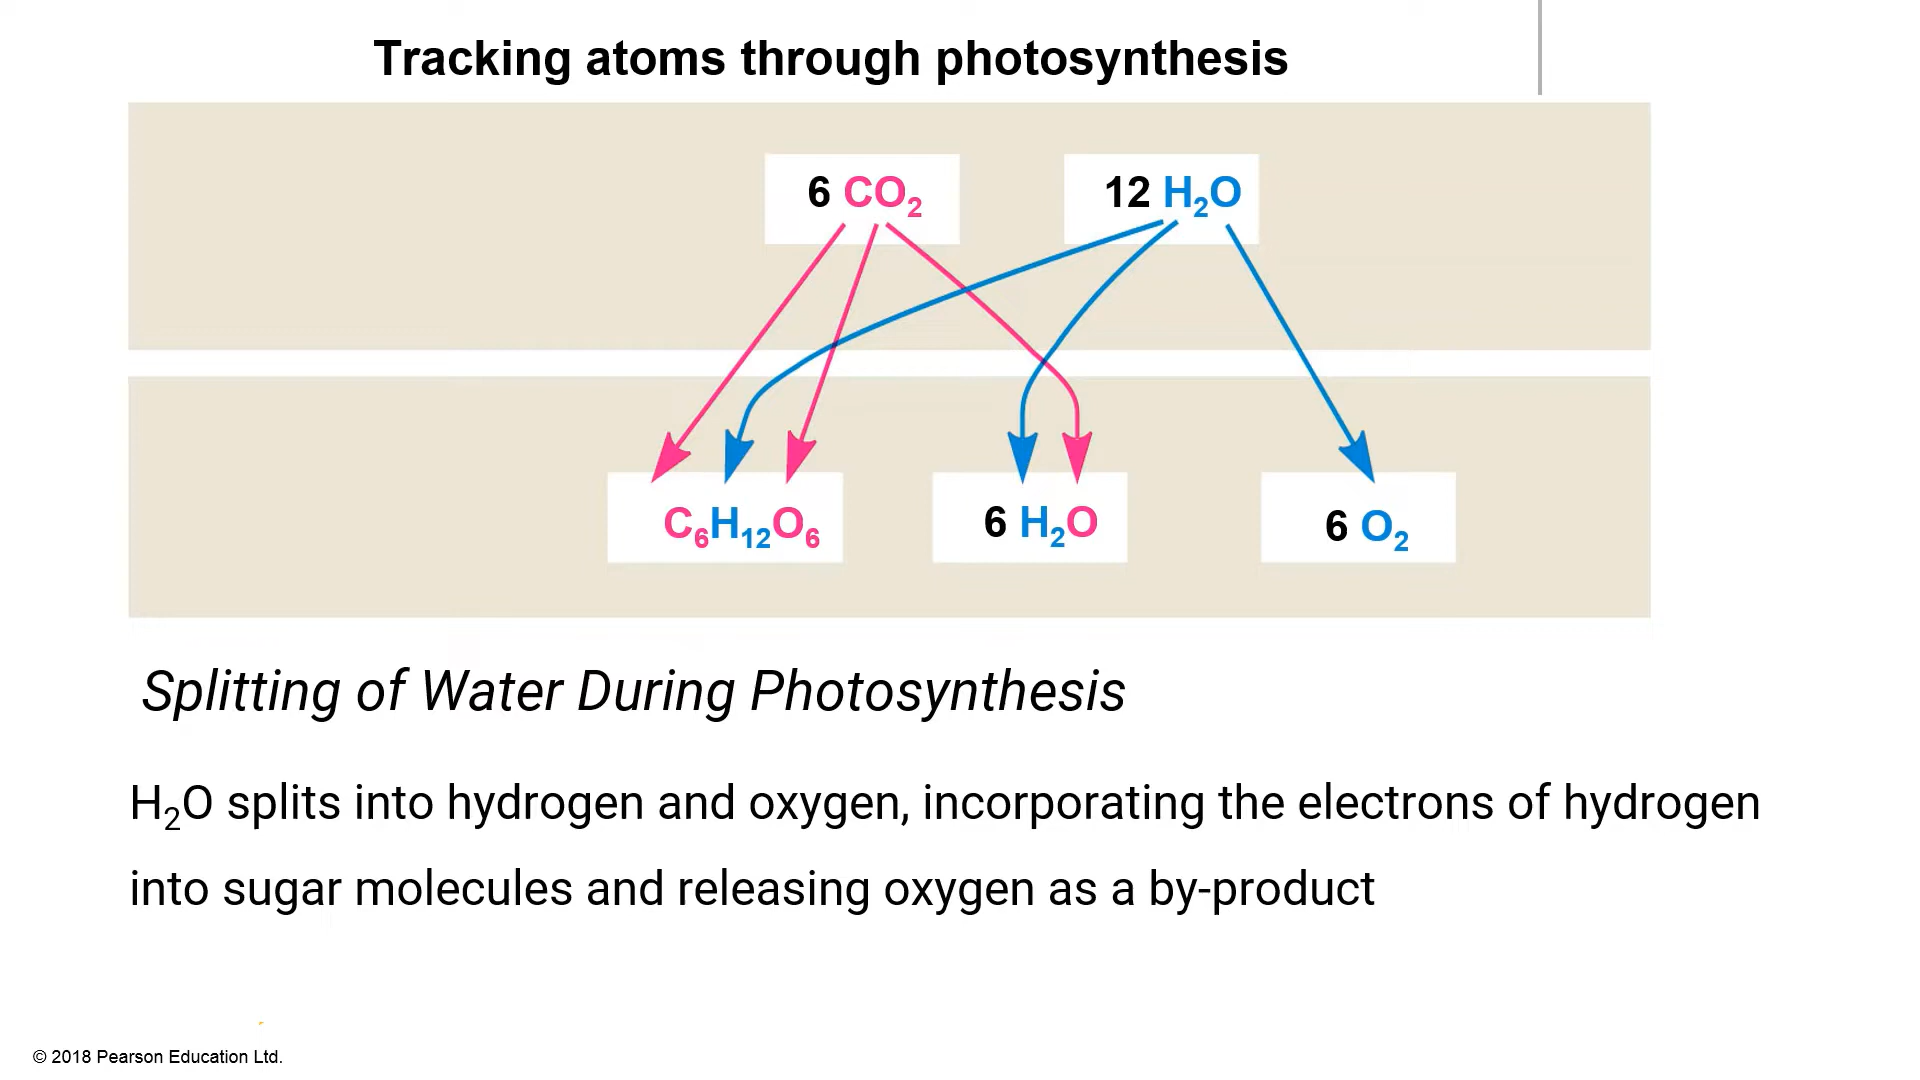 Tracking atoms through photosynthesis
6 CO₂ 12 H₂O
C₆H₁₂O₆ 6 H₂O 6 O₂
Splitting of Water During Photosynthesis
H₂O splits into hydrogen and oxygen, incorporating the electrons of hydrogen
into sugar molecules and releasing oxygen as a by-product
© 2018 Pearson Education Ltd.